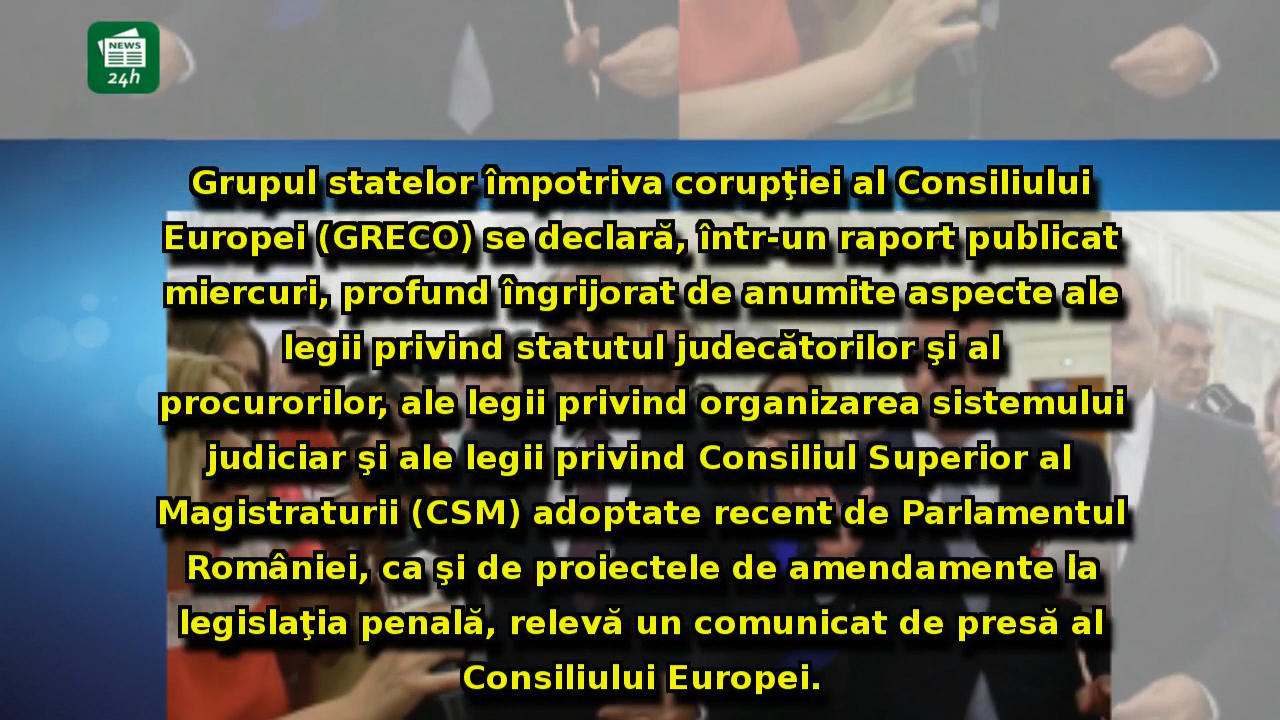 NEWS
24h
Grupul statelor împotriva corupţiei al Consiliului
Europei (GRECO) se declară, într-un raport publicat
miercuri, profund îngrijorat de anumite aspecte ale
legii privind statutul judecătorilor şi al
procurorilor, ale legii privind organizarea sistemului
judiciar şi ale legii privind Consiliul Superior al
Magistraturii (CSM) adoptate recent de Parlamentul
României, ca şi de proiectele de amendamente la
legislaţia penală, relevă un comunicat de presă al
Consiliului Europei.